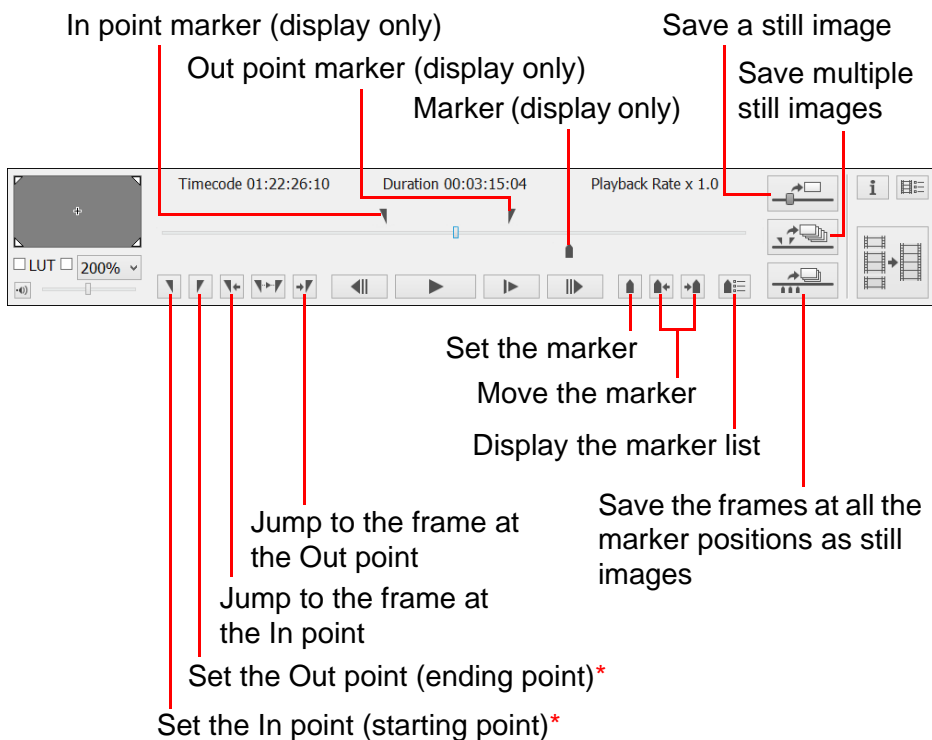 In point marker (display only)
Save a still image
Out point marker (display only)
Save multiple
still images
Marker (display only)
Timecode 01:22:26:10
Duration 00:03:15:04
Playback Rate x 1.0
i
LUT
200%
Set the marker
Move the marker
Display the marker list
Save the frames at all the
marker positions as still
images
Jump to the frame at
the Out point
Jump to the frame at
the In point
Set the Out point (ending point)*
Set the In point (starting point)*